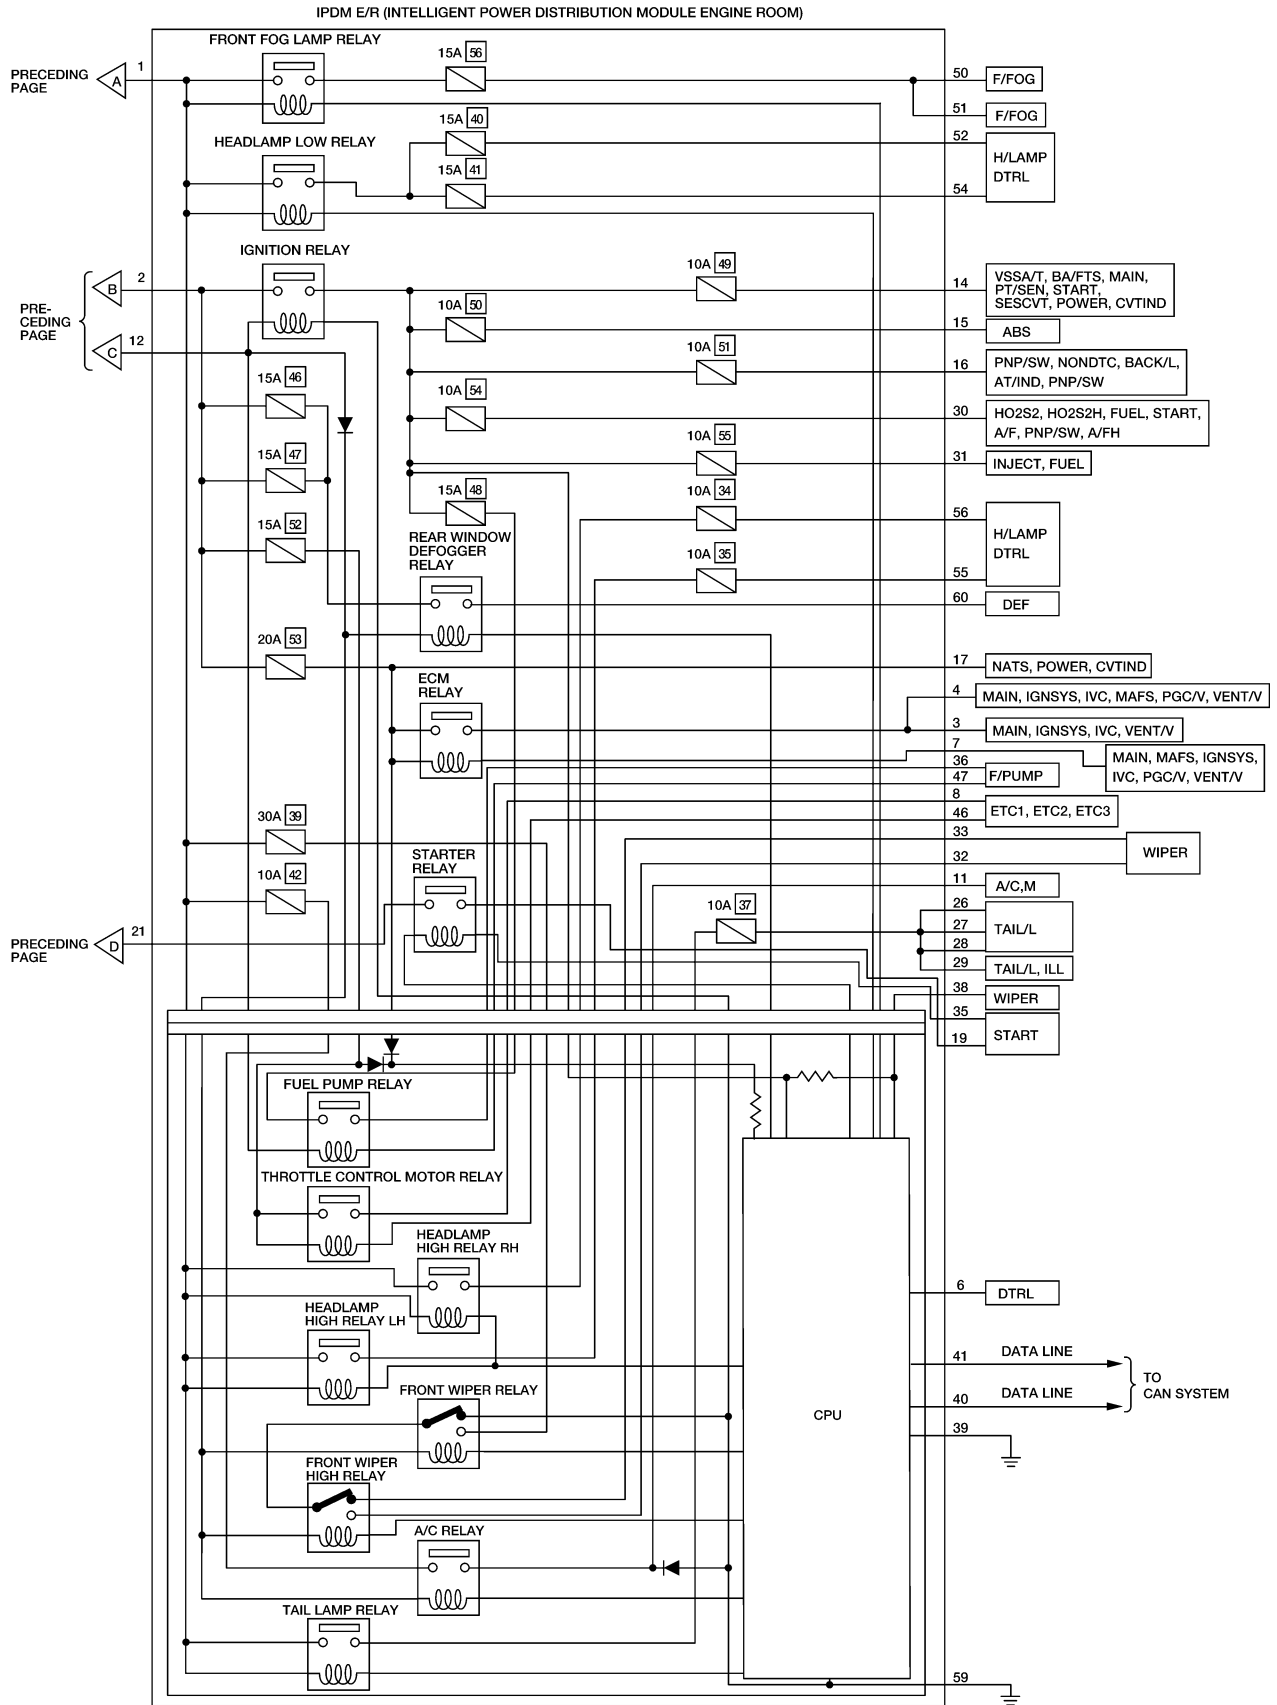 IPDM E/R (INTELLIGENT POWER DISTRIBUTION MODULE ENGINE ROOM)
FRONT FOG LAMP RELAY
PRECEDING
PAGE
A
1
15A 56
50
F/FOG
51
F/FOG
HEADLAMP LOW RELAY
15A 40
52
H/LAMP
DTRL
15A 41
54
IGNITION RELAY
PRE-
CEDING
PAGE
B
2
C
12
10A 49
14
VSSA/T, BA/FTS, MAIN,
PT/SEN, START,
SESCVT, POWER, CVTIND
10A 50
15
ABS
10A 51
16
PNP/SW, NONDTC, BACK/L,
AT/IND, PNP/SW
15A 46
10A 54
30
HO2S2, HO2S2H, FUEL, START,
A/F, PNP/SW, A/FH
15A 47
10A 55
31
INJECT, FUEL
15A 48
10A 34
56
H/LAMP
DTRL
15A 52
10A 35
55
REAR WINDOW
DEFOGGER
RELAY
60
DEF
20A 53
17
NATS, POWER, CVTIND
ECM
RELAY
4
MAIN, IGNSYS, IVC, MAFS, PGC/V, VENT/V
3
MAIN, IGNSYS, IVC, VENT/V
7
MAIN, MAFS, IGNSYS,
IVC, PGC/V, VENT/V
36
47
F/PUMP
8
46
ETC1, ETC2, ETC3
30A 39
33
32
WIPER
10A 42
STARTER
RELAY
11
A/C,M
10A 37
26
27
28
TAIL/L
29
TAIL/L, ILL
PRECEDING
PAGE
D
21
38
WIPER
35
19
START
FUEL PUMP RELAY
THROTTLE CONTROL MOTOR RELAY
HEADLAMP
HIGH RELAY RH
6
DTRL
HEADLAMP
HIGH RELAY LH
41
DATA LINE
40
DATA LINE
TO
CAN SYSTEM
FRONT WIPER RELAY
CPU
39
FRONT WIPER
HIGH RELAY
A/C RELAY
TAIL LAMP RELAY
59